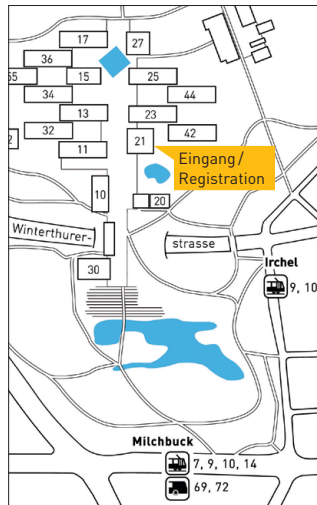 17
27
36
55
15
25
34
44
13
23
32
42
2
11
21
Eingang /
Registration
10
20
Winterthurer-
strasse
30
Irchel
9, 10
Milchbuck
7, 9, 10, 14
69, 72